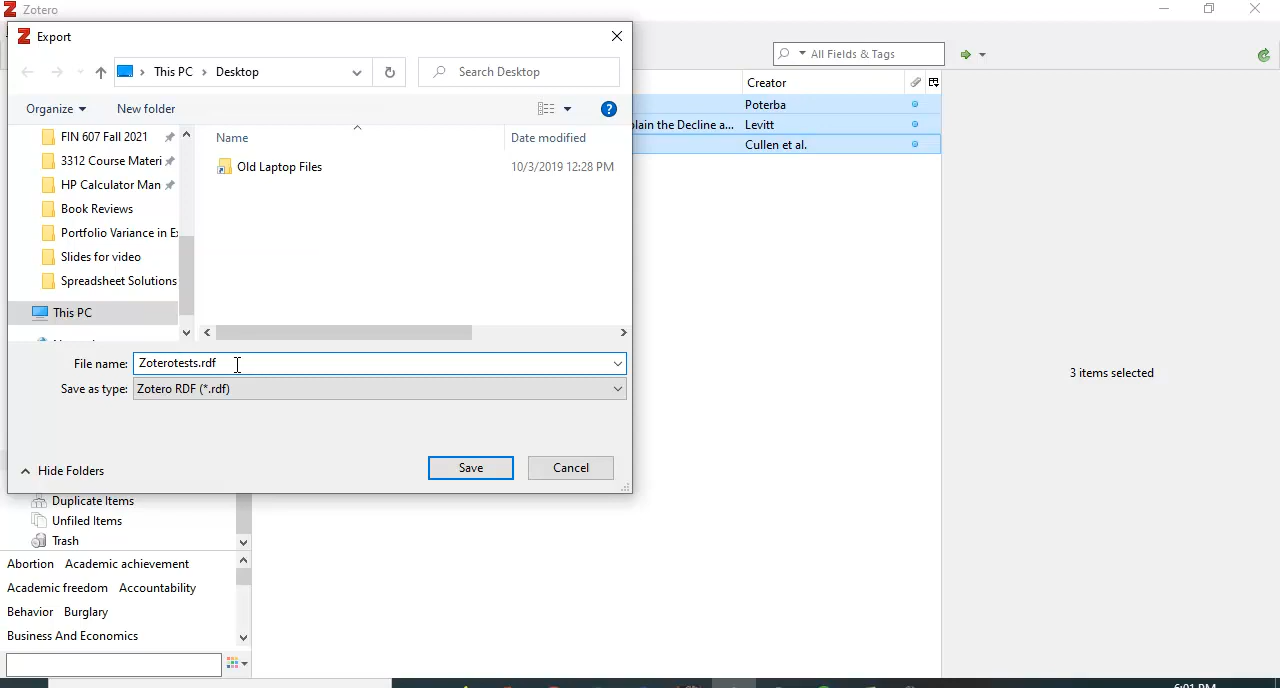 Zotero
Export
This PC > Desktop
Search Desktop
All Fields & Tags
Organize
New folder
Creator
FIN 607 Fall 2021
3312 Course Materi
HP Calculator Man
Book Reviews
Portfolio Variance in E
Slides for video
Spreadsheet Solutions
This PC
Name
Date modified
Old Laptop Files
10/3/2019 12:28 PM
Poterba
plain the Decline a... Levitt
Cullen et al.
3 items selected
File name: Zoterotests.rdf
Save as type: Zotero RDF (*.rdf)
Hide Folders
Save
Cancel
Duplicate Items
Unfiled Items
Trash
Abortion Academic achievement
Academic freedom Accountability
Behavior Burglary
Business And Economics
6:01 PM